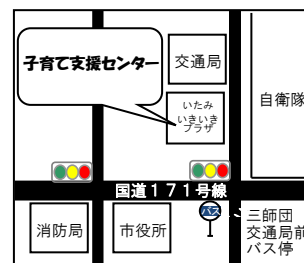 子育て支援センター
交通局
いたみ
いきいき
プラザ
自衛隊
国道171号線
消防局
市役所
バス
三師団
交通局前
バス停